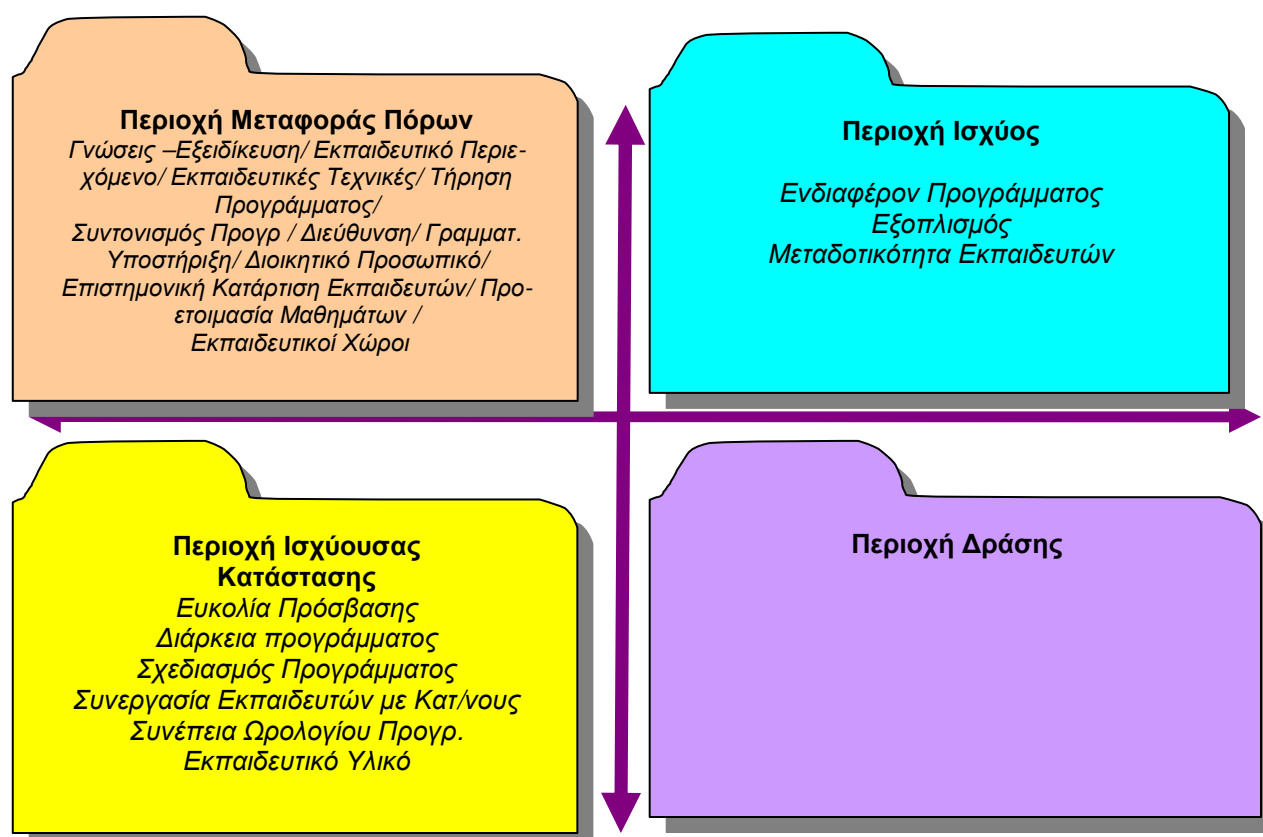 Περιοχή Μεταφοράς Πόρων
Γνώσεις –Εξειδίκευση/ Εκπαιδευτικό Περιε-
χόμενο/ Εκπαιδευτικές Τεχνικές/ Τήρηση
Προγράμματος/
Συντονισμός Προγρ / Διεύθυνση/ Γραμματ.
Υποστήριξη/ Διοικητικό Προσωπικό/
Επιστημονική Κατάρτιση Εκπαιδευτών/ Προ-
ετοιμασία Μαθημάτων /
Εκπαιδευτικοί Χώροι
Περιοχή Ισχύος
Ενδιαφέρον Προγράμματος
Εξοπλισμός
Μεταδοτικότητα Εκπαιδευτών
Περιοχή Ισχύουσας
Κατάστασης
Ευκολία Πρόσβασης
Διάρκεια προγράμματος
Σχεδιασμός Προγράμματος
Συνεργασία Εκπαιδευτών με Κατ/νους
Συνέπεια Ωρολογίου Προγρ.
Εκπαιδευτικό Υλικό
Περιοχή Δράσης